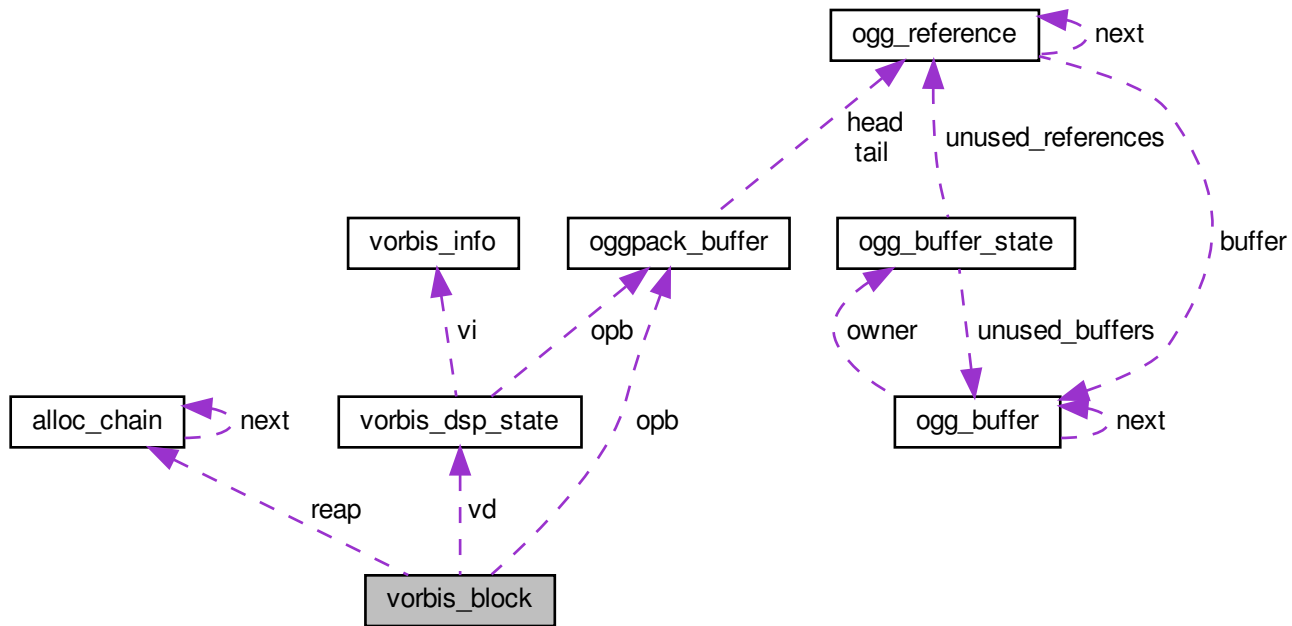 ogg_reference
next
head
tail
unused_references
vorbis_info
oggpack_buffer
ogg_buffer_state
buffer
vi
opb
owner
unused_buffers
alloc_chain
next
vorbis_dsp_state
opb
ogg_buffer
next
reap
vd
vorbis_block